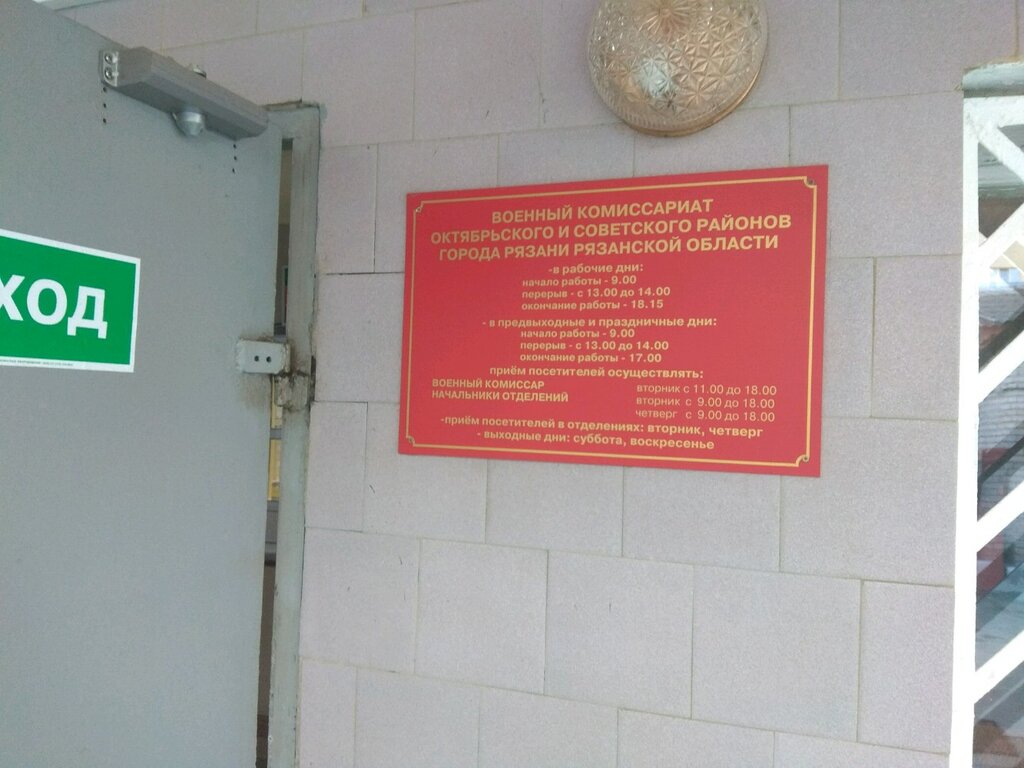 ХОД
ВОЕННЫЙ КОМИССАРИАТ
ОКТЯБРЬСКОГО И СОВЕТСКОГО РАЙОНОВ
ГОРОДА РЯЗАНИ РЯЗАНСКОЙ ОБЛАСТИ
-в рабочие дни:
начало работы - 9.00
перерыв - с 13.00 до 14.00
окончание работы - 18.15
- в предвыходные и праздничные дни:
начало работы - 9.00
перерыв - с 13.00 до 14.00
окончание работы - 17.00
приём посетителей осуществлять:
ВОЕННЫЙ КОМИССАР вторник с 11.00 до 18.00
НАЧАЛЬНИКИ ОТДЕЛЕНИЙ вторник с 9.00 до 18.00
четверг с 9.00 до 18.00
-приём посетителей в отделениях: вторник, четверг
- выходные дни: суббота, воскресенье